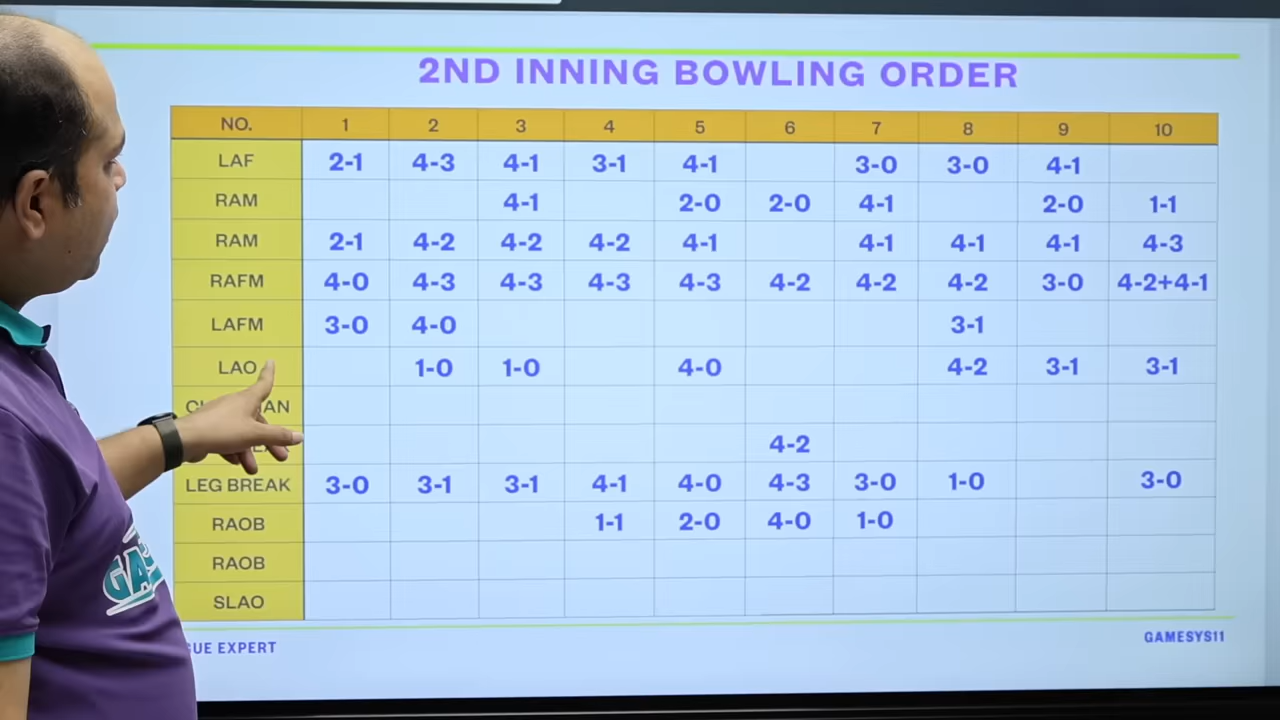 2ND INNING BOWLING ORDER
NO. 1 2 3 4 5 6 7 8 9 10
LAF 2-1 4-3 4-1 3-1 4-1 3-0 3-0 4-1
RAM 4-1 2-0 2-0 4-1 2-0 1-1
RAM 2-1 4-2 4-2 4-2 4-1 4-1 4-1 4-1 4-3
RAFM 4-0 4-3 4-3 4-3 4-3 4-2 4-2 4-2 3-0 4-2+4-1
LAFM 3-0 4-0 3-1
LAO 1-0 1-0 4-0 4-2 3-1 3-1
4-2
LEG BREAK 3-0 3-1 3-1 4-1 4-0 4-3 3-0 1-0 3-0
RAOB 1-1 2-0 4-0 1-0
RAOB
SLAO
EXPERT
GAMESYS11